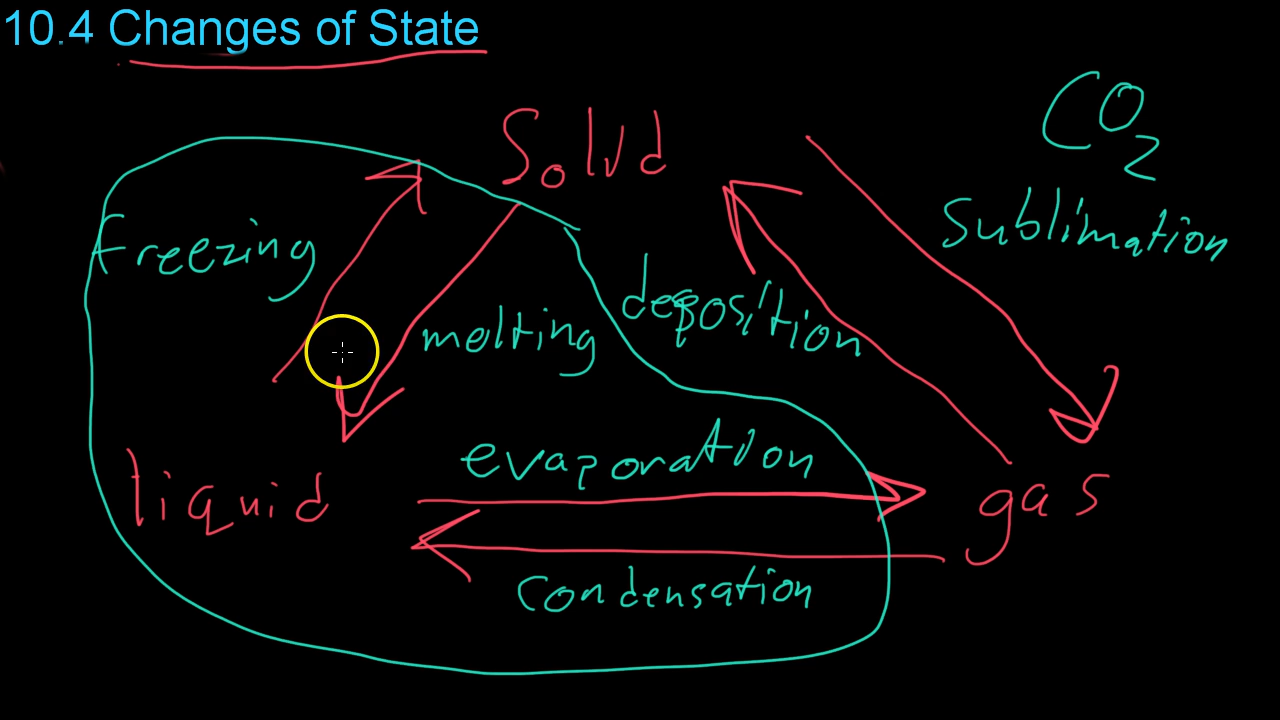 10.4 Changes of State
CO2
Solid
Sublimation
freezing
deposition
melting
evaporation
liquid
gas
Condensation